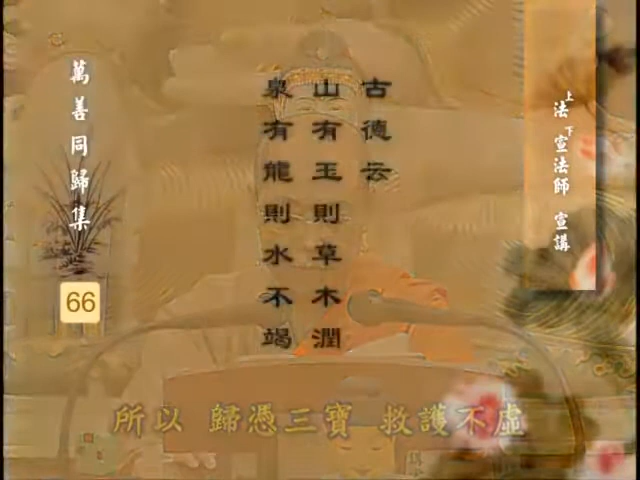 上法下宣法師 宣講
古德云
山有玉則草木潤
泉有龍則水不竭
萬善同歸集
66
所以 歸憑三寶 救護不虛